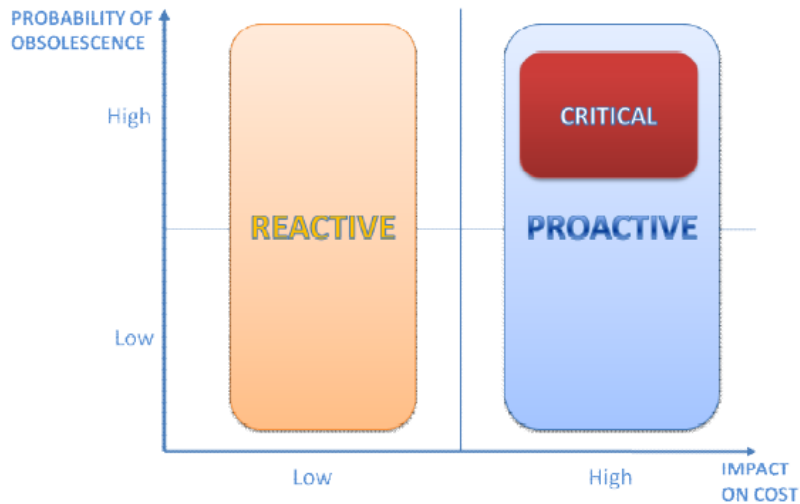 PROBABILITY OF
OBSOLESCENCE
High
CRITICAL
REACTIVE
PROACTIVE
Low
Low
High
IMPACT
ON COST